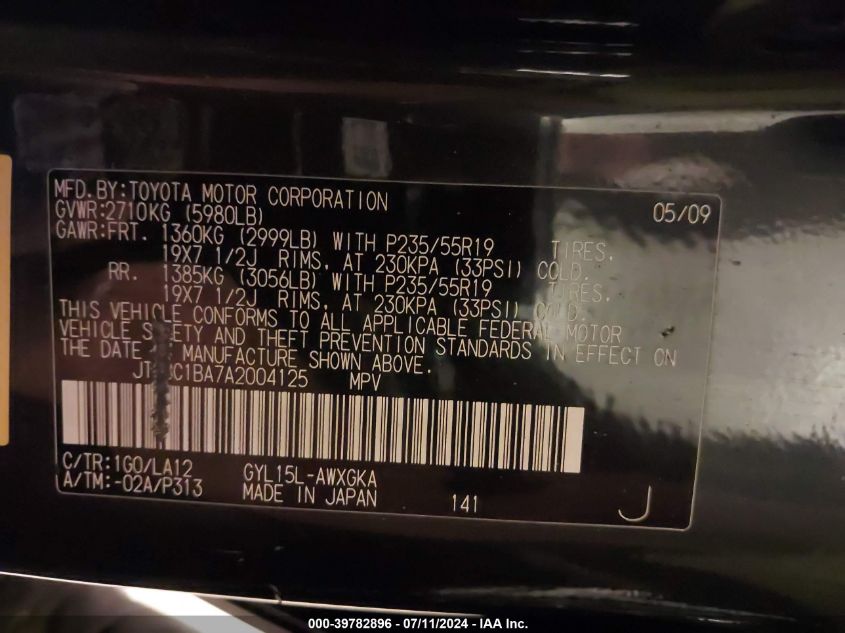 MFD. BY: TOYOTA MOTOR CORPORATION 05/09
GVWR: 2710KG (5980LB)
GAWR: FRT. 1360KG (2999LB) WITH P235/55R19 TIRES,
19X7 1/2J RIMS, AT 230KPA (33PSI) COLD.
RR. 1385KG (3056LB) WITH P235/55R19 TIRES,
19X7 1/2J RIMS, AT 230KPA (33PSI) COLD.
THIS VEHICLE CONFORMS TO ALL APPLICABLE FEDERAL MOTOR
VEHICLE SAFETY AND THEFT PREVENTION STANDARDS IN EFFECT ON
THE DATE OF MANUFACTURE SHOWN ABOVE.
MPV
C/TR: 1G0/LA12 GYL15L-AWXGKA
A/TM: -02A/P313 MADE IN JAPAN 141 J
000-39782896 - 07/11/2024 - IAA Inc.